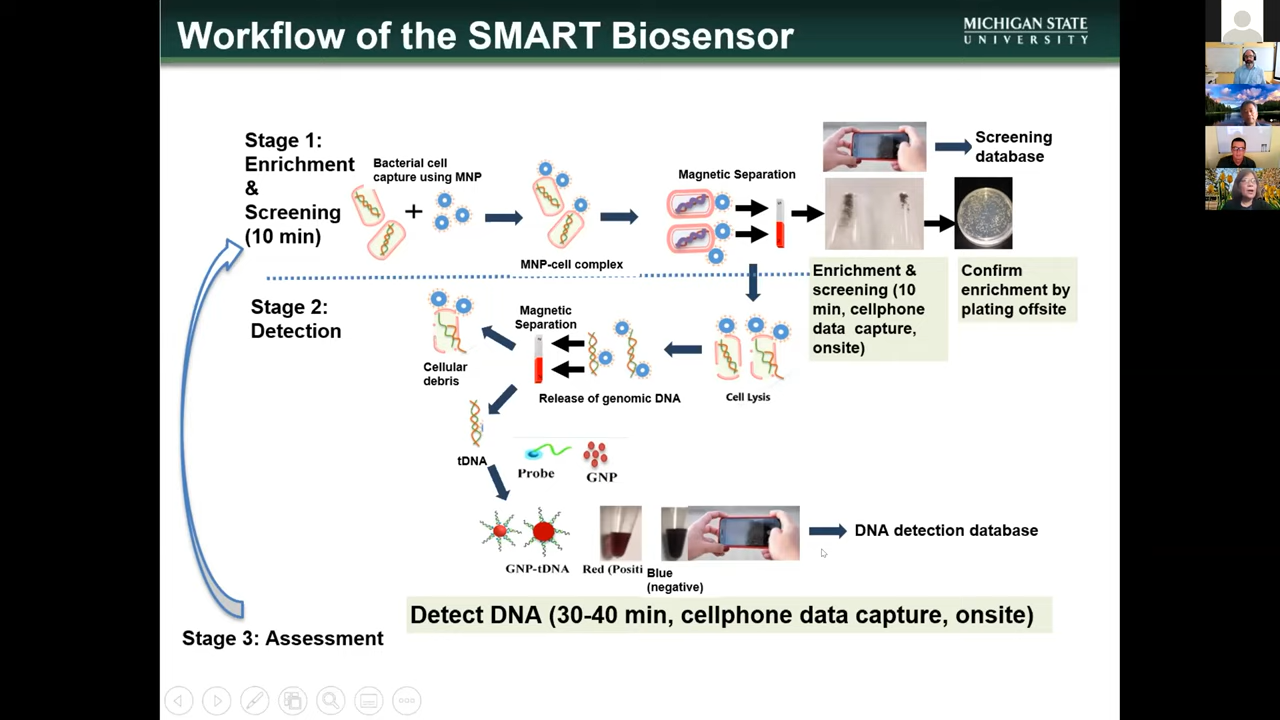 Workflow of the SMART Biosensor
MICHIGAN STATE
UNIVERSITY
Stage 1:
Enrichment
&
Screening
(10 min)
Bacterial cell
capture using MNP
+
MNP-cell complex
Magnetic Separation
Screening
database
Enrichment &
screening (10
min, cellphone
data capture,
onsite)
Confirm
enrichment by
plating offsite
Stage 2:
Detection
Cellular
debris
Magnetic
Separation
Release of genomic DNA
Cell Lysis
tDNA
Probe
GNP
GNP-tDNA
Red (Positi
Blue
(negative)
DNA detection database
Detect DNA (30-40 min, cellphone data capture, onsite)
Stage 3: Assessment